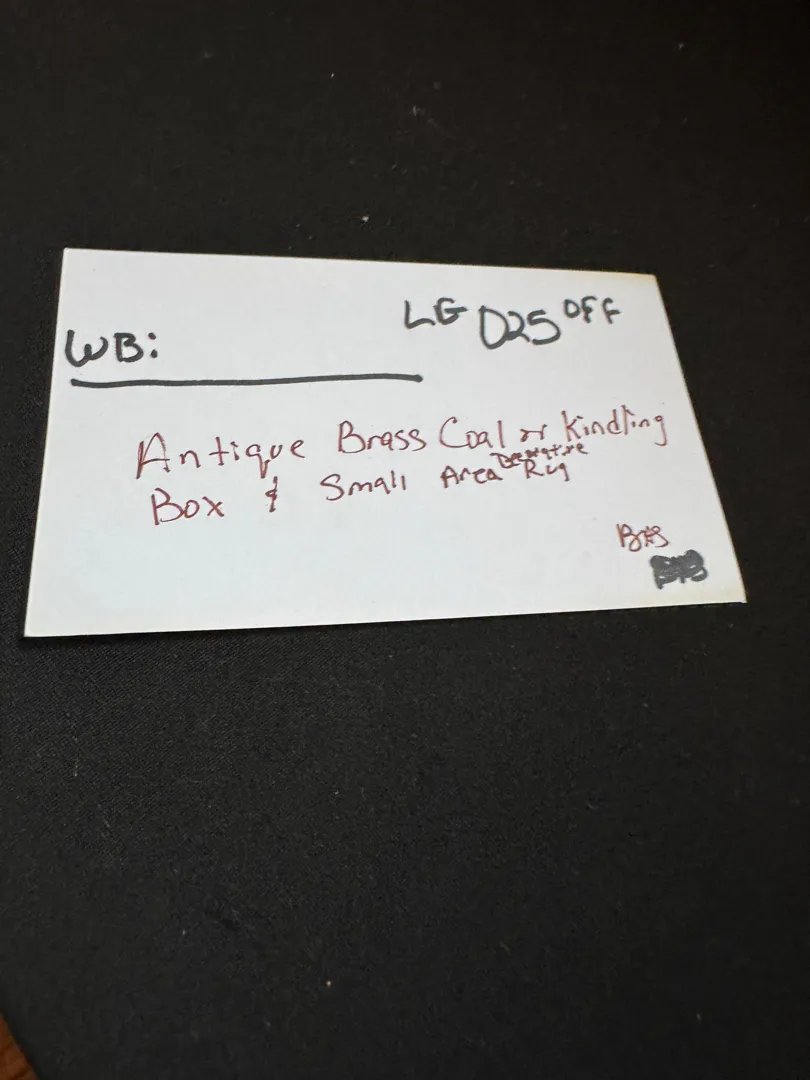 LG D25 OFF
WB:
Antique Brass Coal or Kindling
Decorative
Box & Small Area Rug